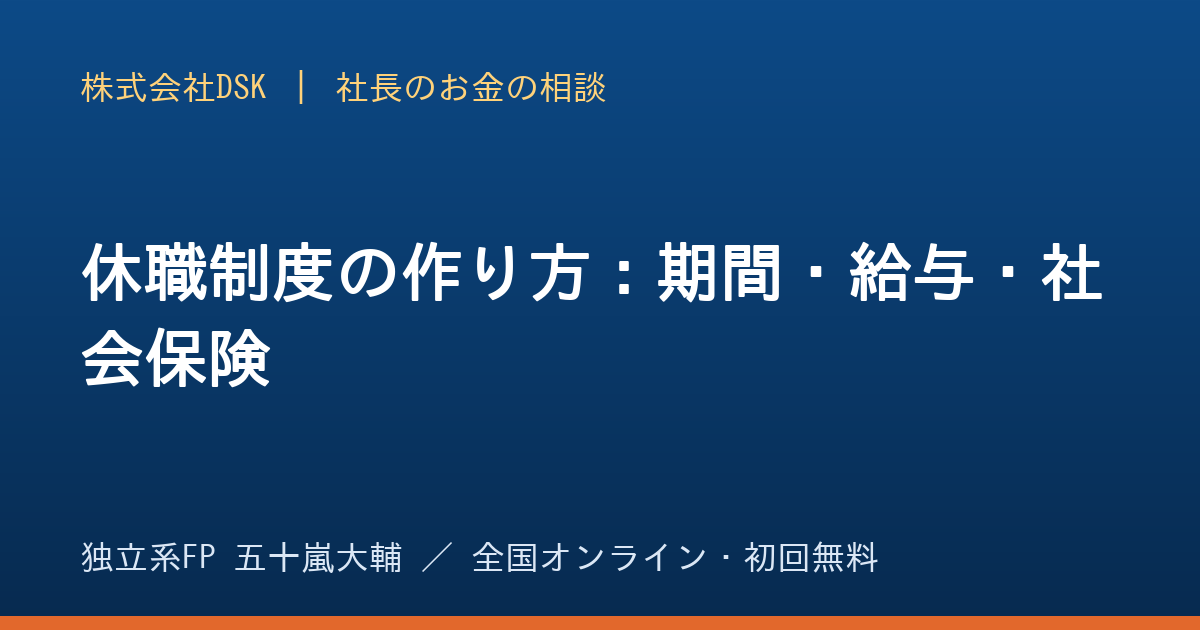 株式会社DSK ｜ 社長のお金の相談
休職制度の作り方：期間・給与・社
会保険
独立系FP 五十嵐大輔 ／ 全国オンライン・初回無料